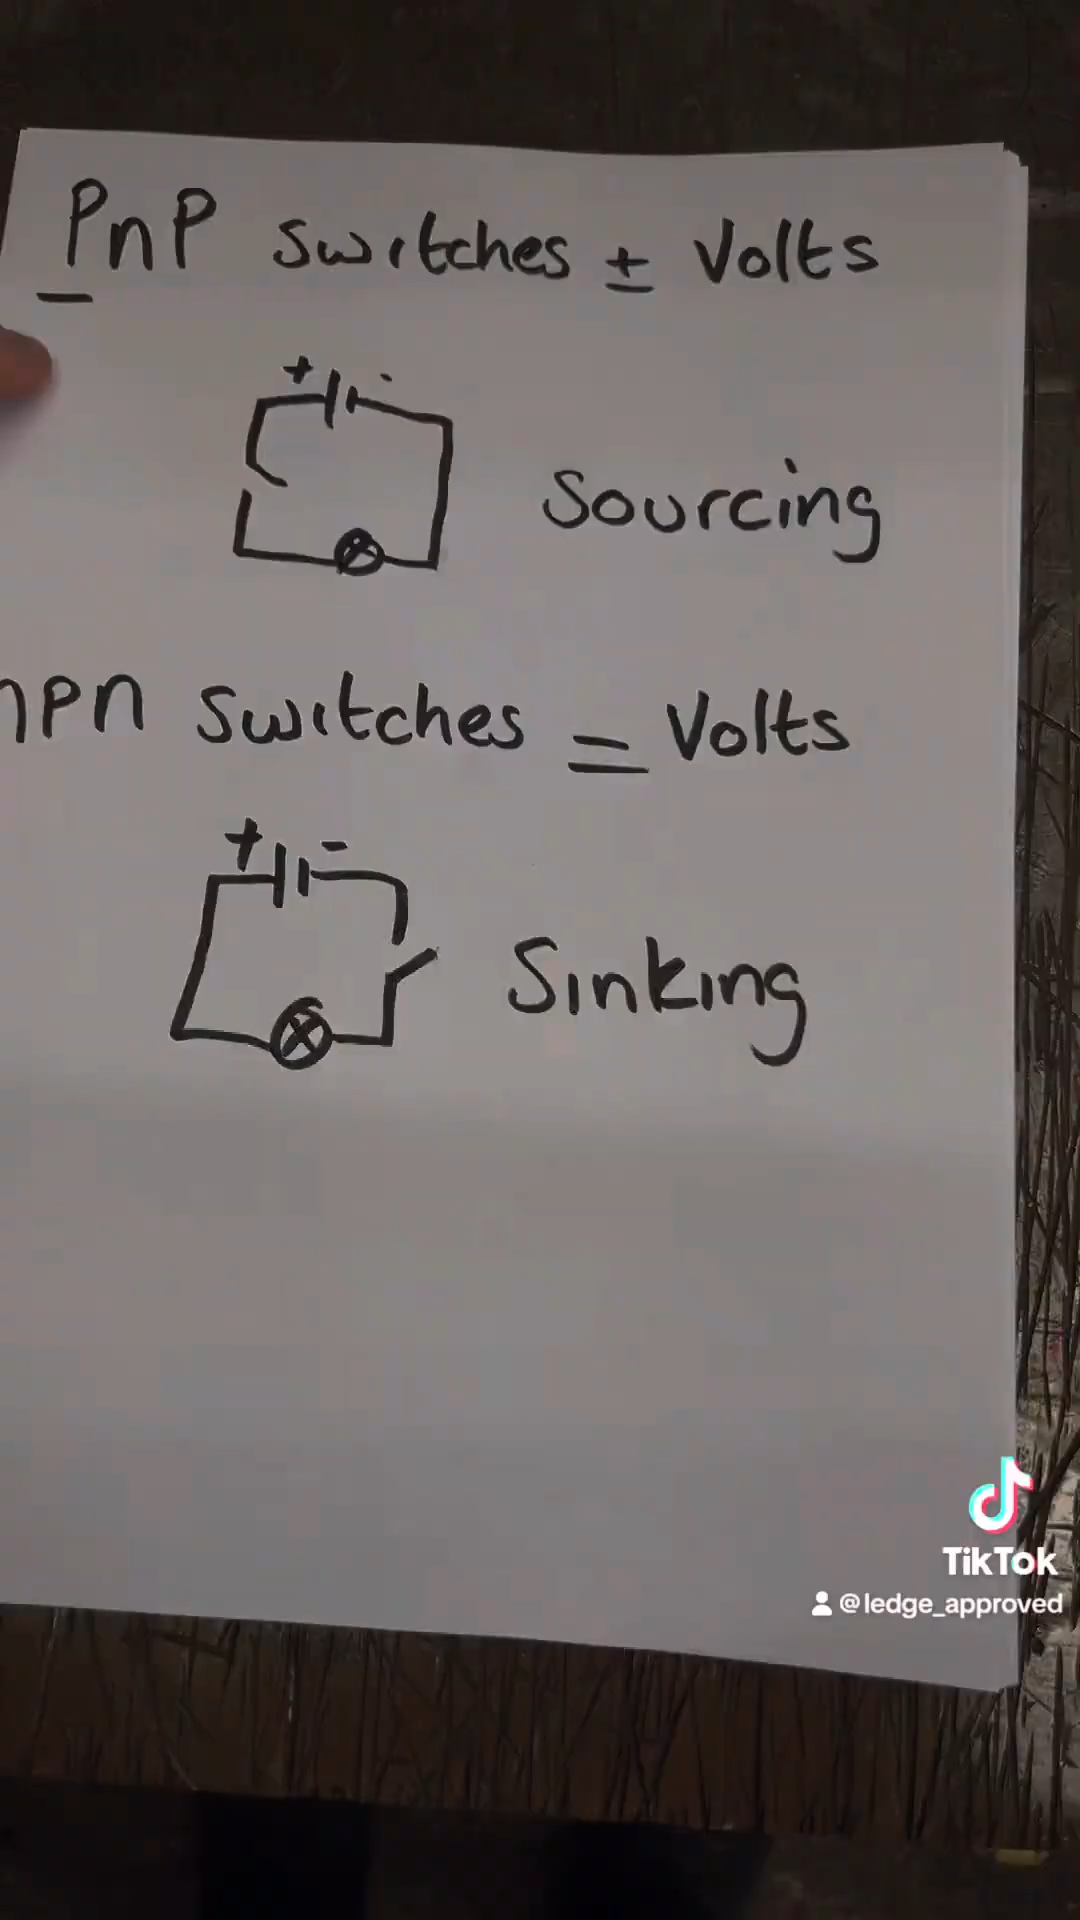 PnP switches + Volts
+ -
Sourcing
npn switches - Volts
+ -
Sinking
TikTok
@ledge_approved